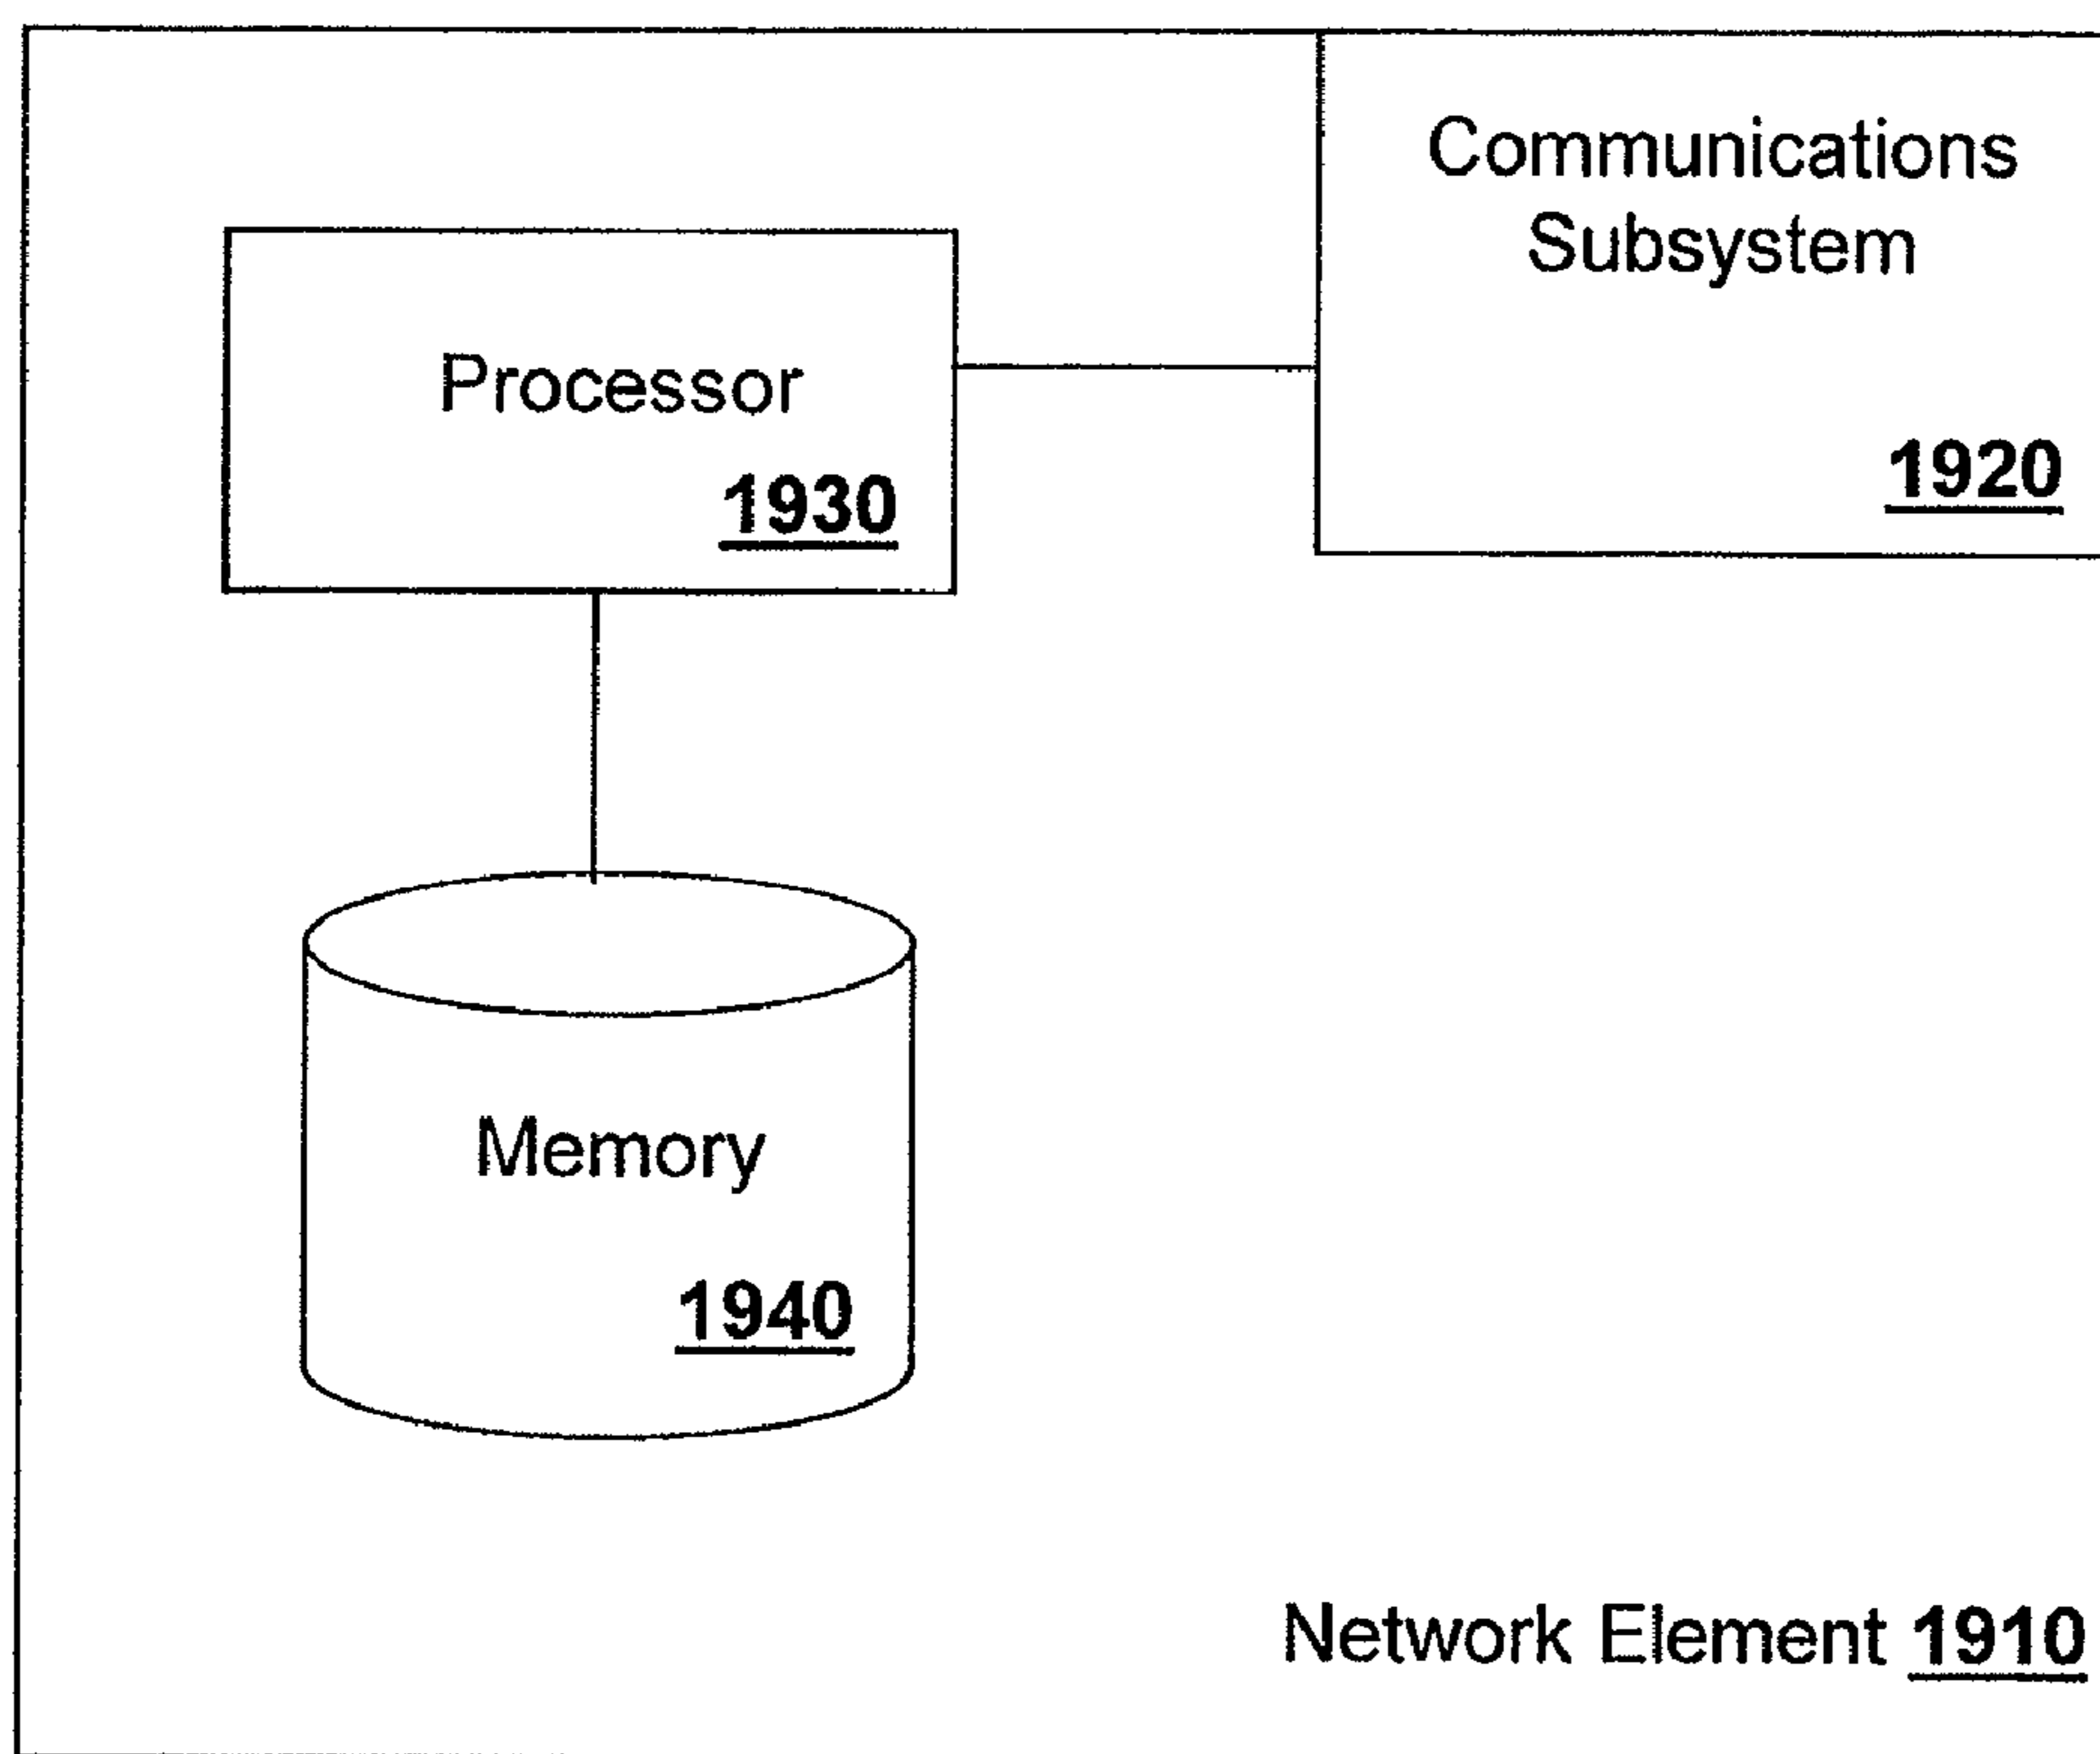 Communications
Subsystem
1920
Processor
1930
Memory
1940
Network Element 1910